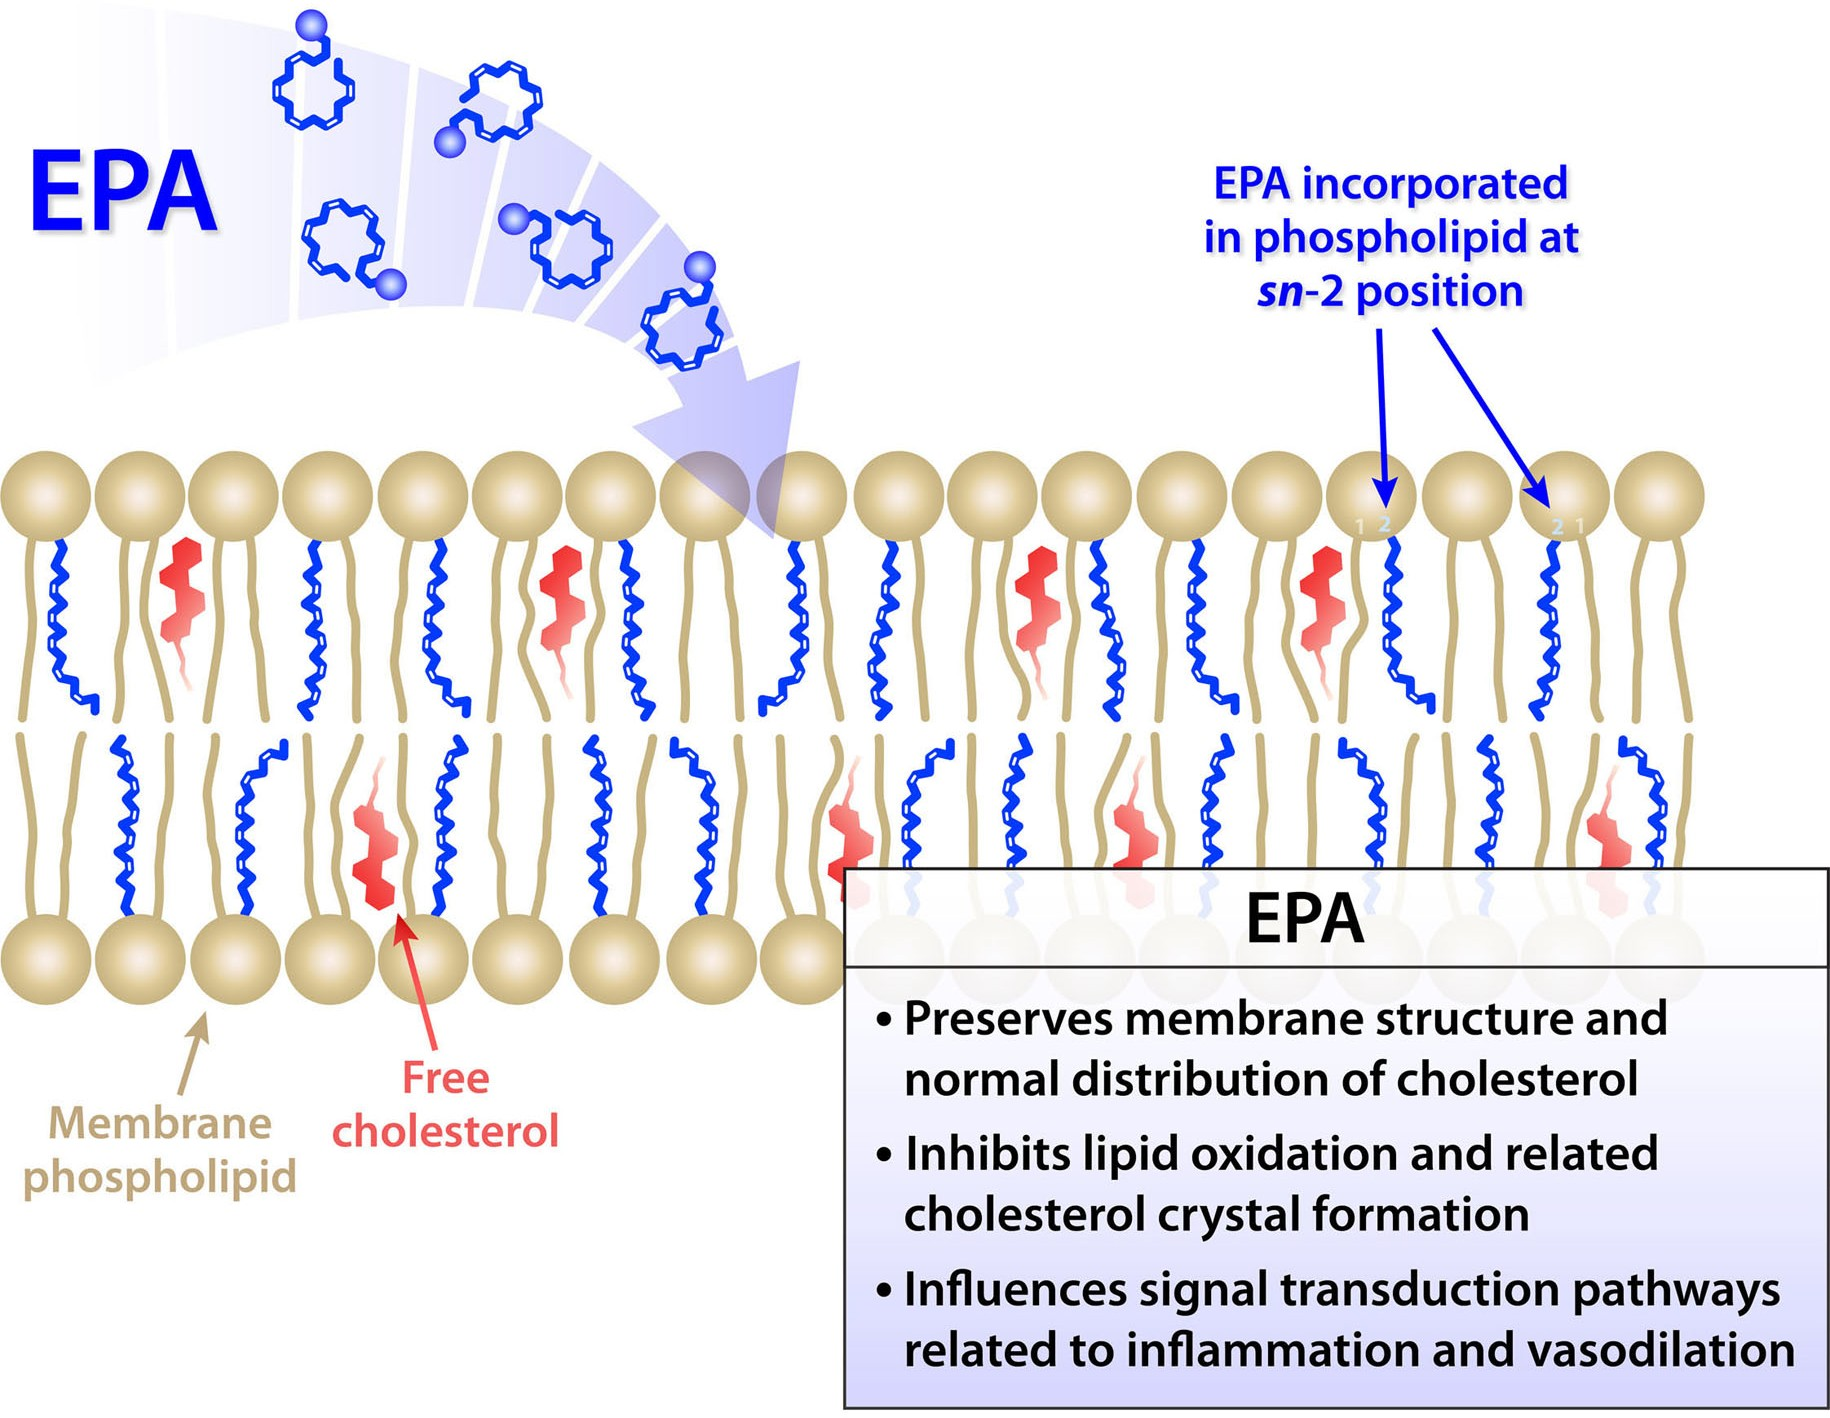 EPA
EPA incorporated
in phospholipid at
sn-2 position
1 2
2 1
Free
cholesterol
Membrane
phospholipid
EPA
• Preserves membrane structure and
normal distribution of cholesterol
• Inhibits lipid oxidation and related
cholesterol crystal formation
• Influences signal transduction pathways
related to inflammation and vasodilation